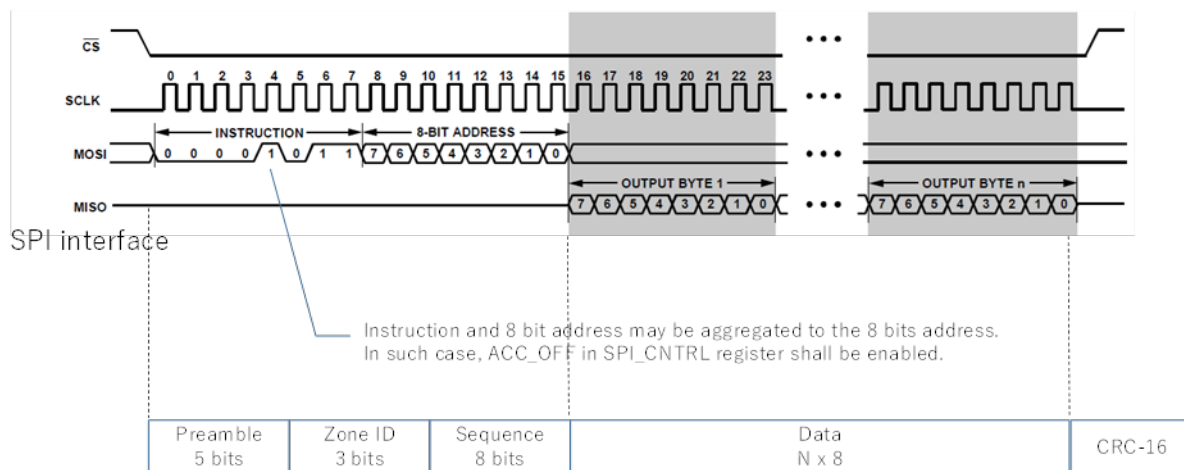 CS
0 1 2 3 4 5 6 7 8 9 10 11 12 13 14 15 16 17 18 19 20 21 22 23
SCLK
INSTRUCTION 8-BIT ADDRESS
MOSI 0 0 0 0 1 0 1 1 7 6 5 4 3 2 1 0
OUTPUT BYTE 1 OUTPUT BYTE n
MISO 7 6 5 4 3 2 1 0 7 6 5 4 3 2 1 0
SPI interface
Instruction and 8 bit address may be aggregated to the 8 bits address.
In such case, ACC_OFF in SPI_CNTRL register shall be enabled.
Preamble Zone ID Sequence Data CRC-16
5 bits 3 bits 8 bits N x 8